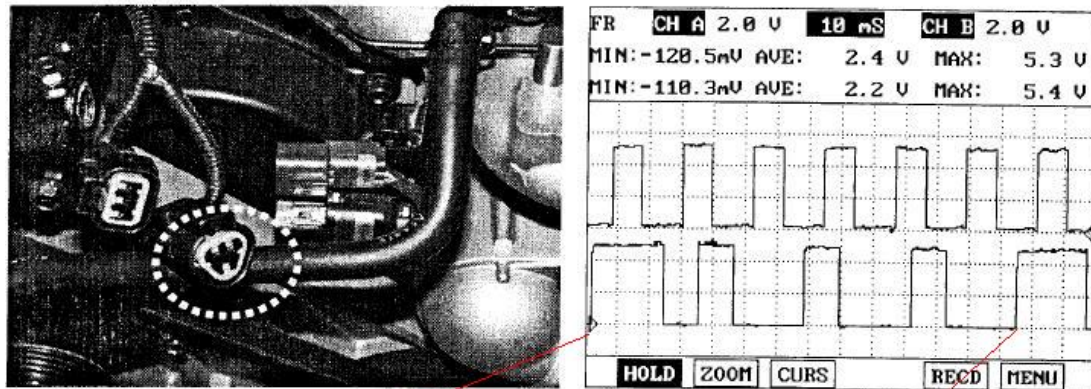 FR CH A 2.0 V 10 mS CH B 2.0 V
MIN:-120.5mV AVE: 2.4 V MAX: 5.3 V
MIN:-110.3mV AVE: 2.2 V MAX: 5.4 V
HOLD ZOOM CURS RECD MENU